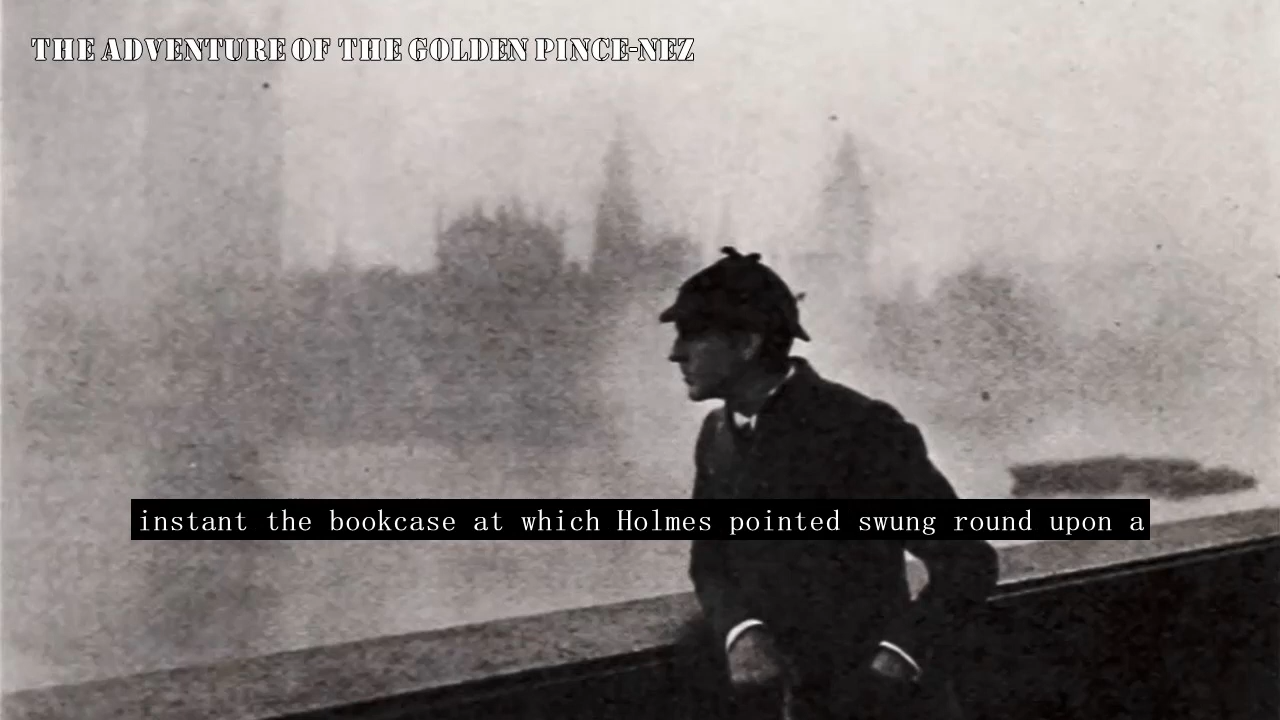 THE ADVENTURE OF THE GOLDEN PINCE-NEZ
instant the bookcase at which Holmes pointed swung round upon a